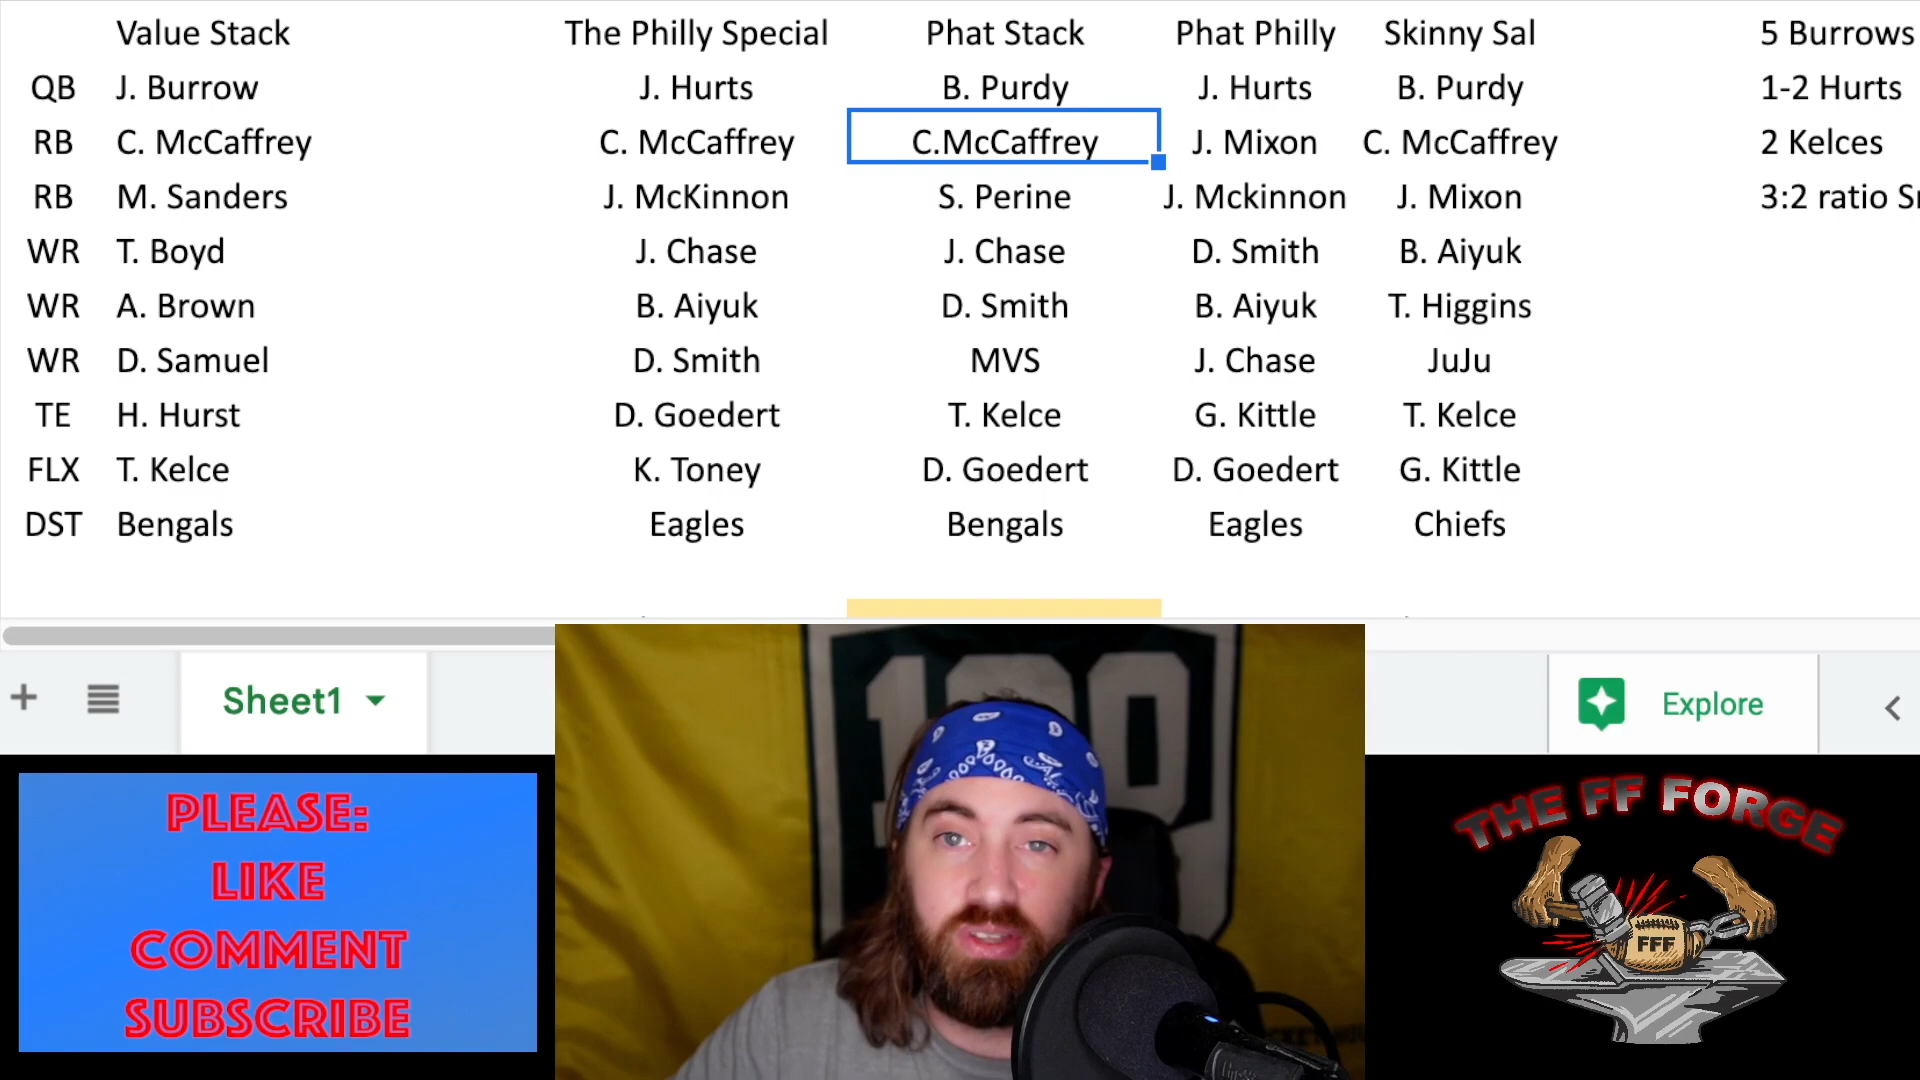 Value Stack The Philly Special Phat Stack Phat Philly Skinny Sal 5 Burrows
QB J. Burrow J. Hurts B. Purdy J. Hurts B. Purdy 1-2 Hurts
RB C. McCaffrey C. McCaffrey C.McCaffrey J. Mixon C. McCaffrey 2 Kelces
RB M. Sanders J. McKinnon S. Perine J. Mckinnon J. Mixon 3:2 ratio
WR T. Boyd J. Chase J. Chase D. Smith B. Aiyuk
WR A. Brown B. Aiyuk D. Smith B. Aiyuk T. Higgins
WR D. Samuel D. Smith MVS J. Chase JuJu
TE H. Hurst D. Goedert T. Kelce G. Kittle T. Kelce
FLX T. Kelce K. Toney D. Goedert D. Goedert G. Kittle
DST Bengals Eagles Bengals Eagles Chiefs
Sheet1 Explore
100
PLEASE:
LIKE
COMMENT
SUBSCRIBE
THE FF FORGE
FFF